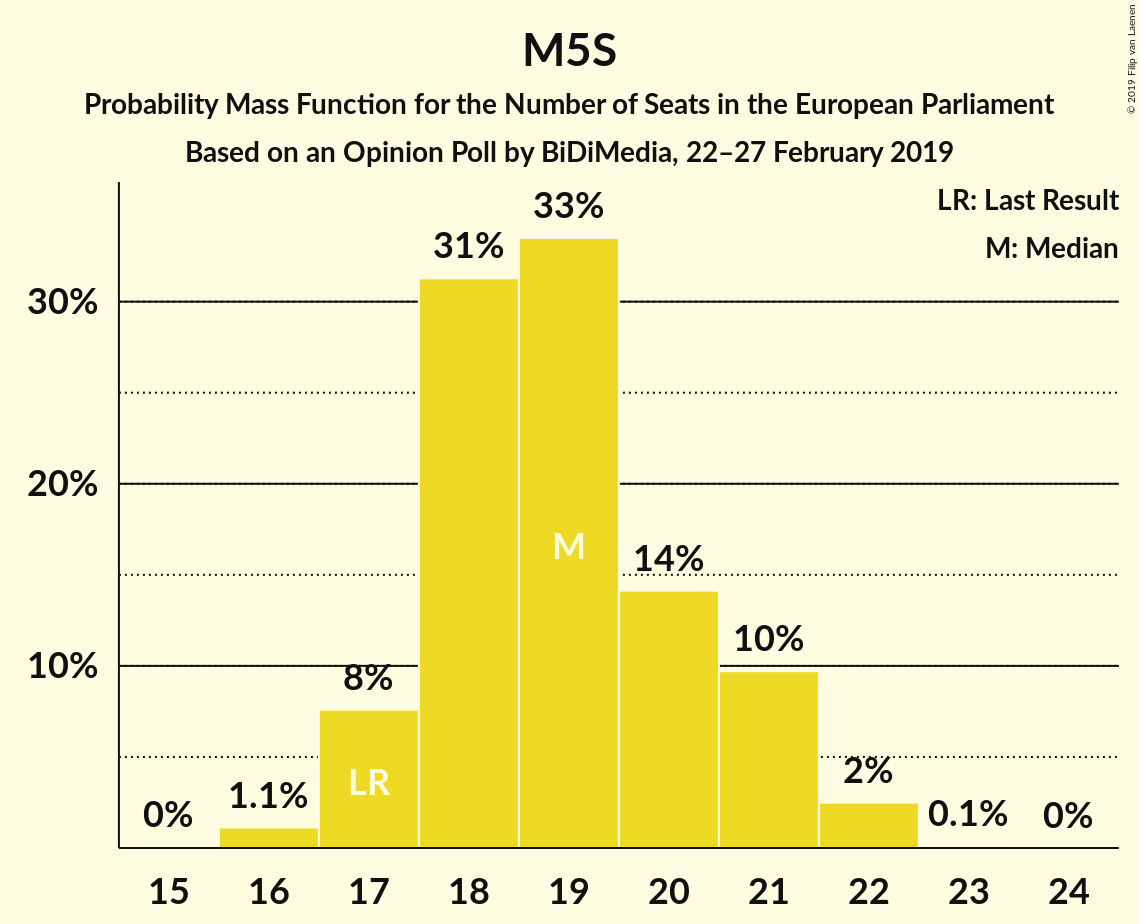 M5S
Probability Mass Function for the Number of Seats in the European Parliament
Based on an Opinion Poll by BiDiMedia, 22–27 February 2019
© 2019 Filip van Laenen
LR: Last Result
M: Median
30%
20%
10%
0%
1.1%
8%
31%
33%
14%
10%
2%
0.1%
0%
LR
M
15 16 17 18 19 20 21 22 23 24